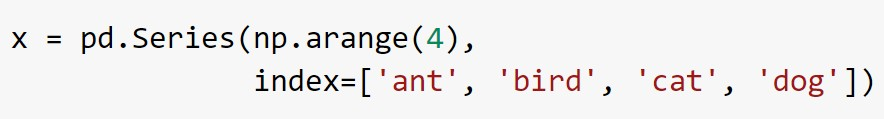 x = pd.Series(np.arange(4),
index=['ant', 'bird', 'cat', 'dog'])